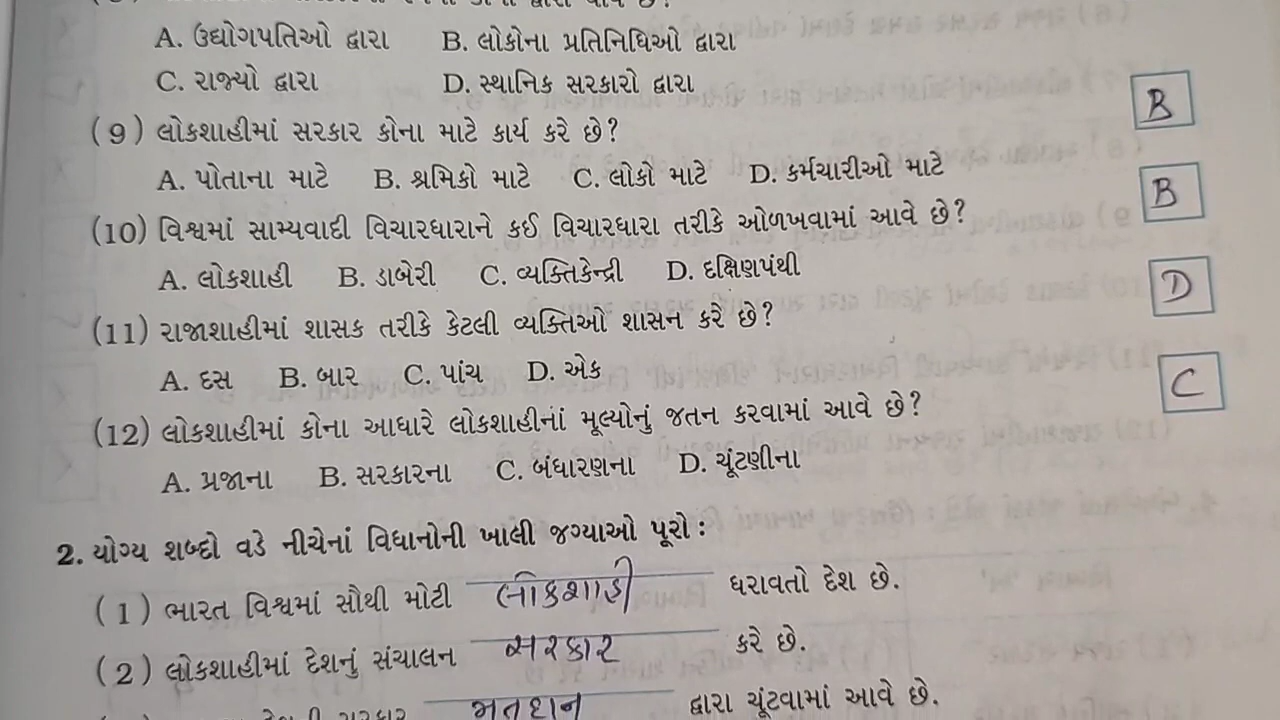 A. ઉદ્યોગપતિઓ દ્વારા B. લોકોના પ્રતિનિધિઓ દ્વારા
C. રાજ્યો દ્વારા D. સ્થાનિક સરકારો દ્વારા B
(9) લોકશાહીમાં સરકાર કોના માટે કાર્ય કરે છે?
A. પોતાના માટે B. શ્રમિકો માટે C. લોકો માટે D. કર્મચારીઓ માટે B
(10) વિશ્વમાં સામ્યવાદી વિચારધારાને કઈ વિચારધારા તરીકે ઓળખવામાં આવે છે?
A. લોકશાહી B. ડાબેરી C. વ્યક્તિકેન્દ્રી D. દક્ષિણપંથી D
(11) રાજાશાહીમાં શાસક તરીકે કેટલી વ્યક્તિઓ શાસન કરે છે?
A. દસ B. બાર C. પાંચ D. એક C
(12) લોકશાહીમાં કોના આધારે લોકશાહીનાં મૂલ્યોનું જતન કરવામાં આવે છે?
A. પ્રજાના B. સરકારના C. બંધારણના D. ચૂંટણીના
2. યોગ્ય શબ્દો વડે નીચેનાં વિધાનોની ખાલી જગ્યાઓ પૂરો :
(1) ભારત વિશ્વમાં સૌથી મોટી લોકશાહી ધરાવતો દેશ છે.
(2) લોકશાહીમાં દેશનું સંચાલન સરકાર કરે છે.
સરકાર મતદાન દ્વારા ચૂંટવામાં આવે છે.